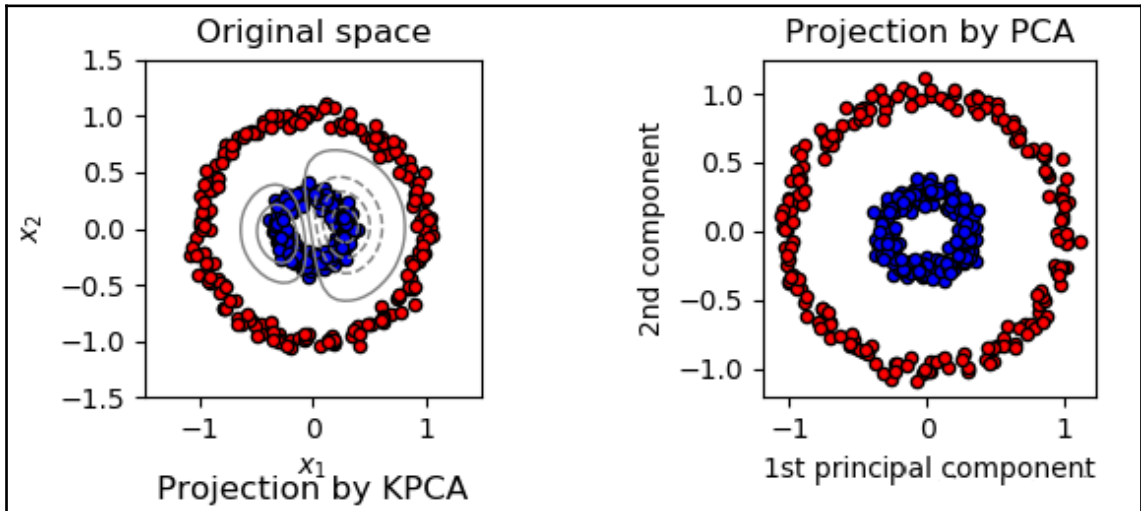 Original space
1.5
1.0
0.5
0.0
−0.5
−1.0
−1.5
x₂
−1 0 1
x₁
Projection by KPCA
Projection by PCA
1.0
0.5
0.0
−0.5
−1.0
2nd component
−1 0 1
1st principal component